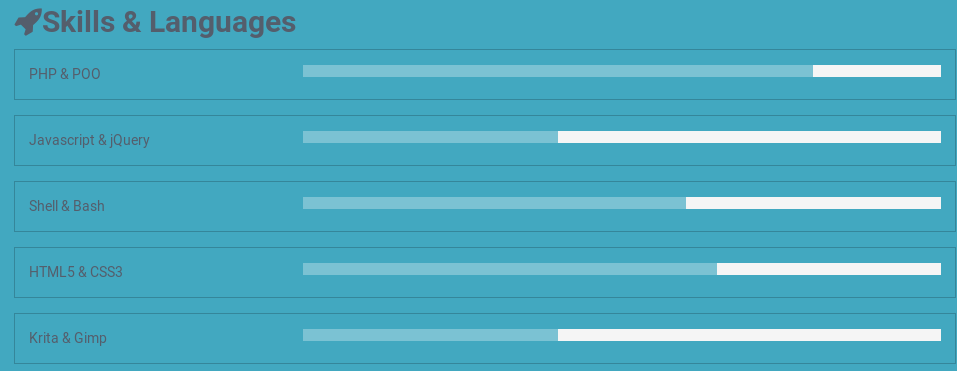 Skills & Languages
PHP & POO
Javascript & jQuery
Shell & Bash
HTML5 & CSS3
Krita & Gimp